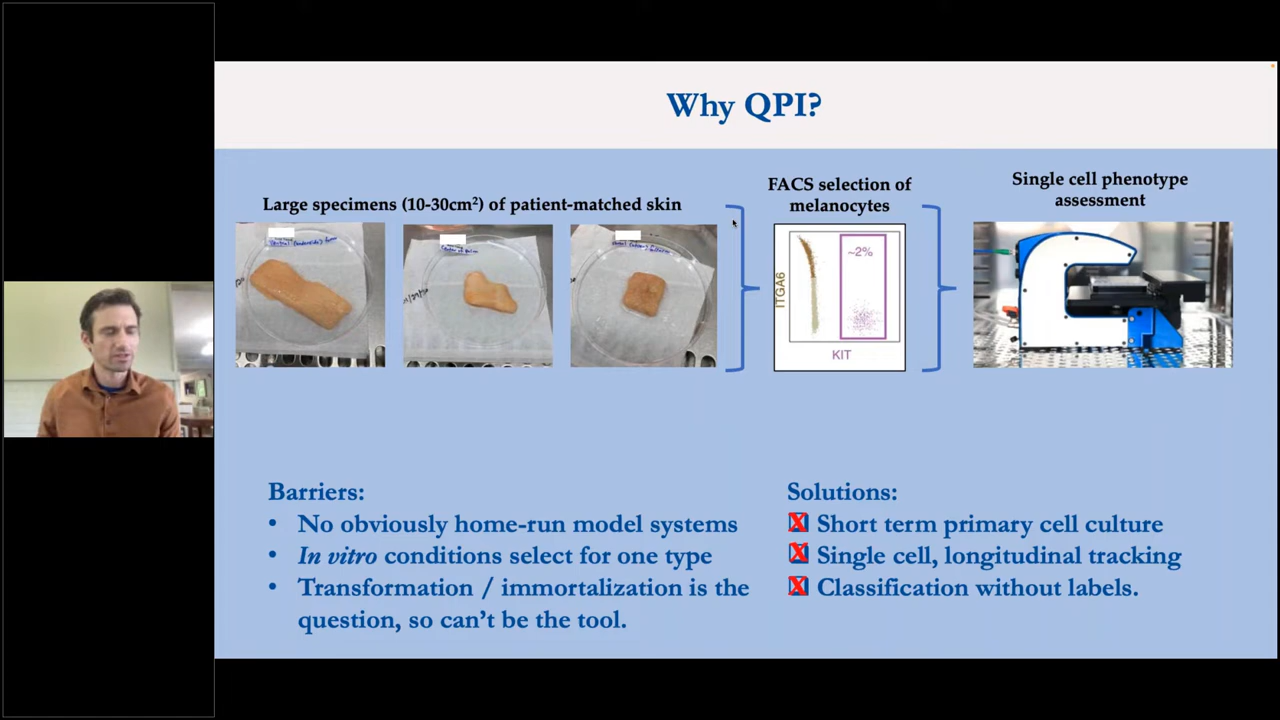 Why QPI?
Large specimens (10-30cm²) of patient-matched skin
FACS selection of
melanocytes
Single cell phenotype
assessment
~2%
ITGA6
KIT
Barriers:
• No obviously home-run model systems
• In vitro conditions select for one type
• Transformation / immortalization is the
question, so can't be the tool.
Solutions:
Short term primary cell culture
Single cell, longitudinal tracking
Classification without labels.